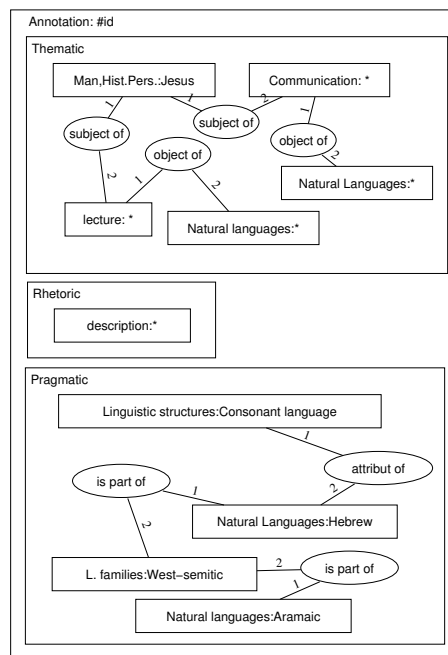 Annotation: #id
Thematic
Man,Hist.Pers.:Jesus
Communication: *
1
1
2
1
subject of
subject of
object of
object of
2
1
2
2
Natural Languages:*
lecture: *
Natural languages:*
Rhetoric
description:*
Pragmatic
Linguistic structures:Consonant language
1
is part of
attribut of
1
2
2
Natural Languages:Hebrew
L. families:West-semitic
2
is part of
1
Natural languages:Aramaic